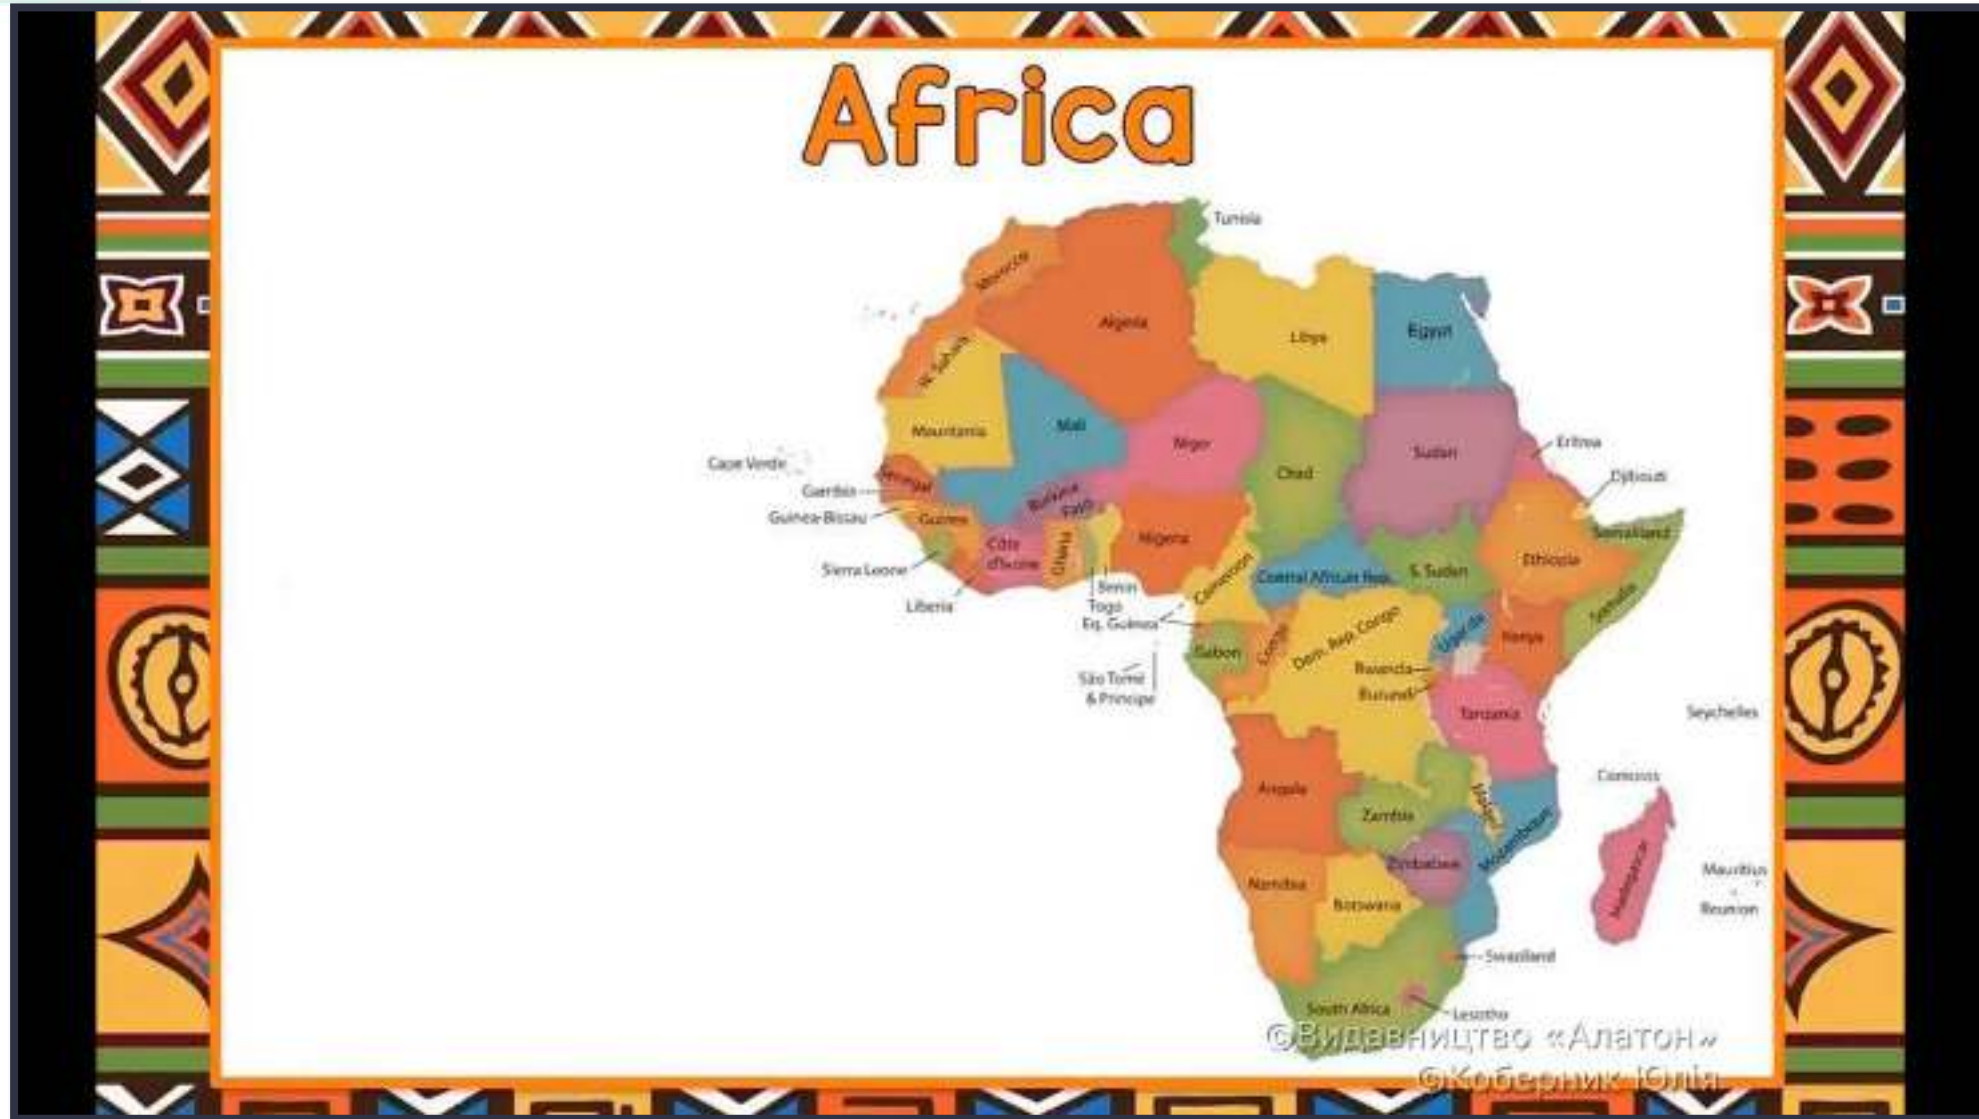 Africa
Tunisia
Morocco
Algeria
Libya
Egypt
W. Sahara
Mauritania
Mali
Niger
Chad
Sudan
Eritrea
Cape Verde
Senegal
Djibouti
Gambia
Guinea-Bissau
Guinea
Burkina
Faso
Nigeria
Somaliland
Côte
d'Ivoire
Ghana
Ethiopia
Sierra Leone
Cameroon
Central African Rep.
S. Sudan
Liberia
Benin
Togo
Eq. Guinea
Somalia
Gabon
Congo
Dem. Rep. Congo
Uganda
Kenya
Rwanda
Burundi
São Tomé
& Principe
Tanzania
Seychelles
Comoros
Angola
Zambia
Malawi
Mozambique
Zimbabwe
Madagascar
Mauritius
Namibia
Botswana
Reunion
Swaziland
South Africa
Lesotho
©Видавництво «Алатон»
©Коберник Юлія